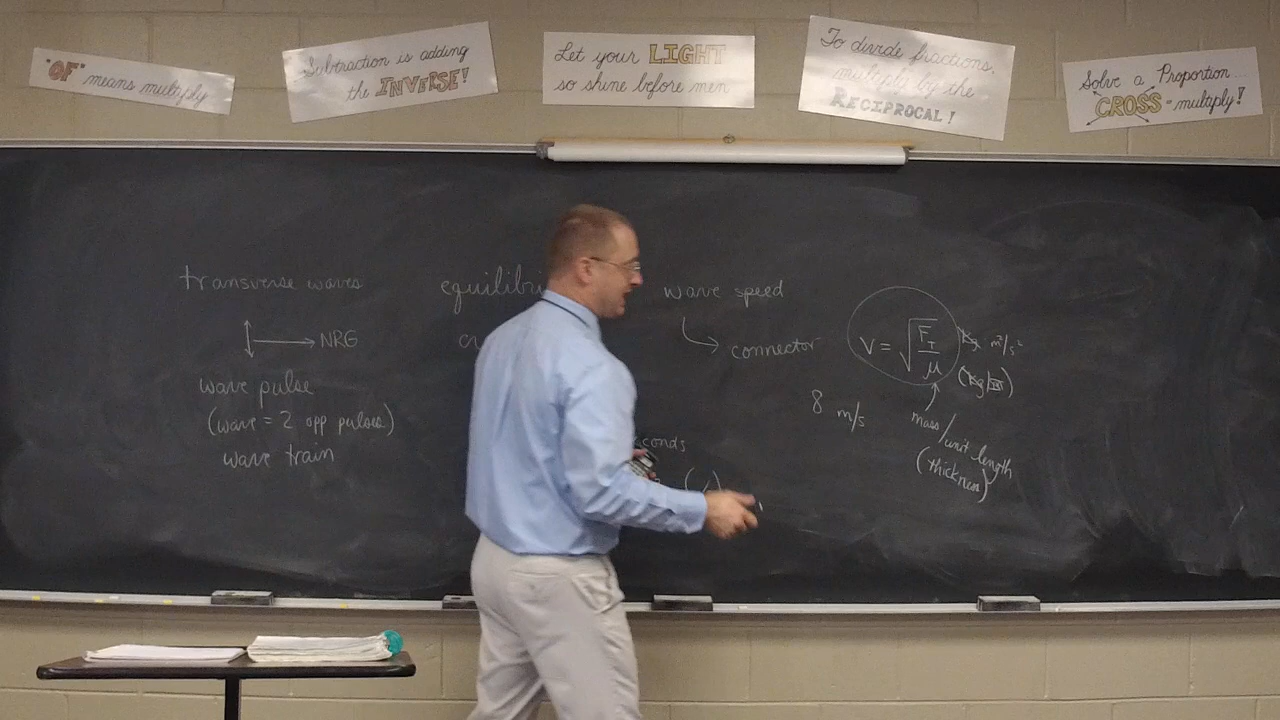 "OF" means multiply
Subtraction is adding
the INVERSE!
Let your LIGHT
so shine before men
To divide fractions,
multiply by the
RECIPROCAL!
Solve a Proportion...
CROSS-multiply!
transverse waves
NRG
wave pulse
(wave = 2 opp pulses)
wave train
equilibri
wave speed
connector
conds
8 m/s
V = √(F_T/μ)
m²/s²
mass/unit length
(thickness)